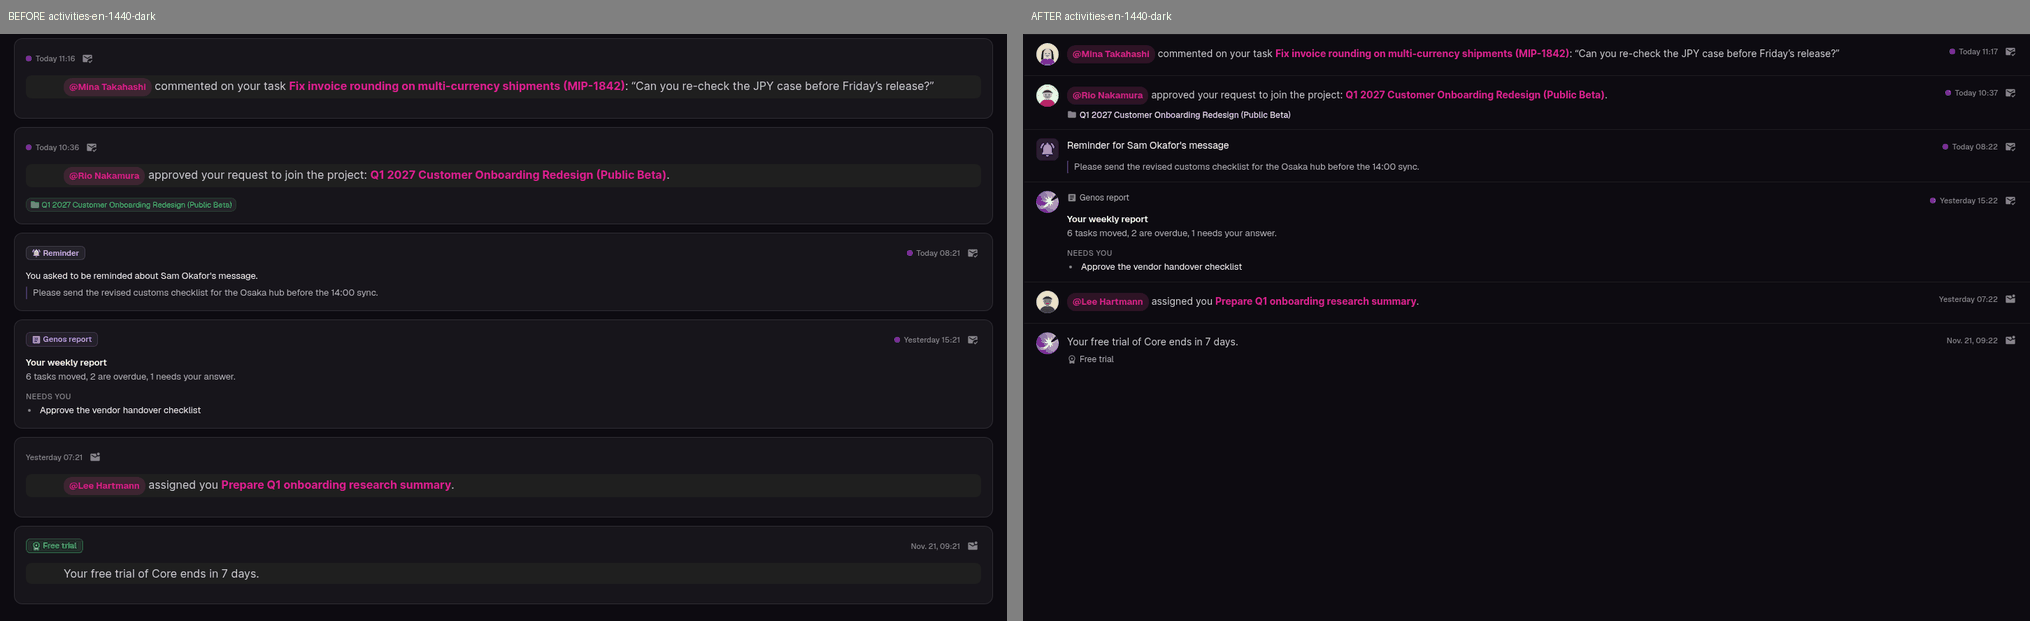 BEFORE activities-en-1440-dark
Today 11:16
@Mina Takahashi commented on your task Fix invoice rounding on multi-currency shipments (MIP-1842): “Can you re-check the JPY case before Friday’s release?”
Today 10:36
@Rio Nakamura approved your request to join the project: Q1 2027 Customer Onboarding Redesign (Public Beta).
Q1 2027 Customer Onboarding Redesign (Public Beta)
Reminder
Today 08:21
You asked to be reminded about Sam Okafor's message.
Please send the revised customs checklist for the Osaka hub before the 14:00 sync.
Genos report
Yesterday 15:21
Your weekly report
6 tasks moved, 2 are overdue, 1 needs your answer.
NEEDS YOU
• Approve the vendor handover checklist
Yesterday 07:21
@Lee Hartmann assigned you Prepare Q1 onboarding research summary.
Free trial
Nov. 21, 09:21
Your free trial of Core ends in 7 days.
AFTER activities-en-1440-dark
@Mina Takahashi commented on your task Fix invoice rounding on multi-currency shipments (MIP-1842): “Can you re-check the JPY case before Friday’s release?”
Today 11:17
@Rio Nakamura approved your request to join the project: Q1 2027 Customer Onboarding Redesign (Public Beta).
Today 10:37
Q1 2027 Customer Onboarding Redesign (Public Beta)
Reminder for Sam Okafor's message
Today 08:22
Please send the revised customs checklist for the Osaka hub before the 14:00 sync.
Genos report
Yesterday 15:22
Your weekly report
6 tasks moved, 2 are overdue, 1 needs your answer.
NEEDS YOU
• Approve the vendor handover checklist
@Lee Hartmann assigned you Prepare Q1 onboarding research summary.
Yesterday 07:22
Your free trial of Core ends in 7 days.
Nov. 21, 09:22
Free trial